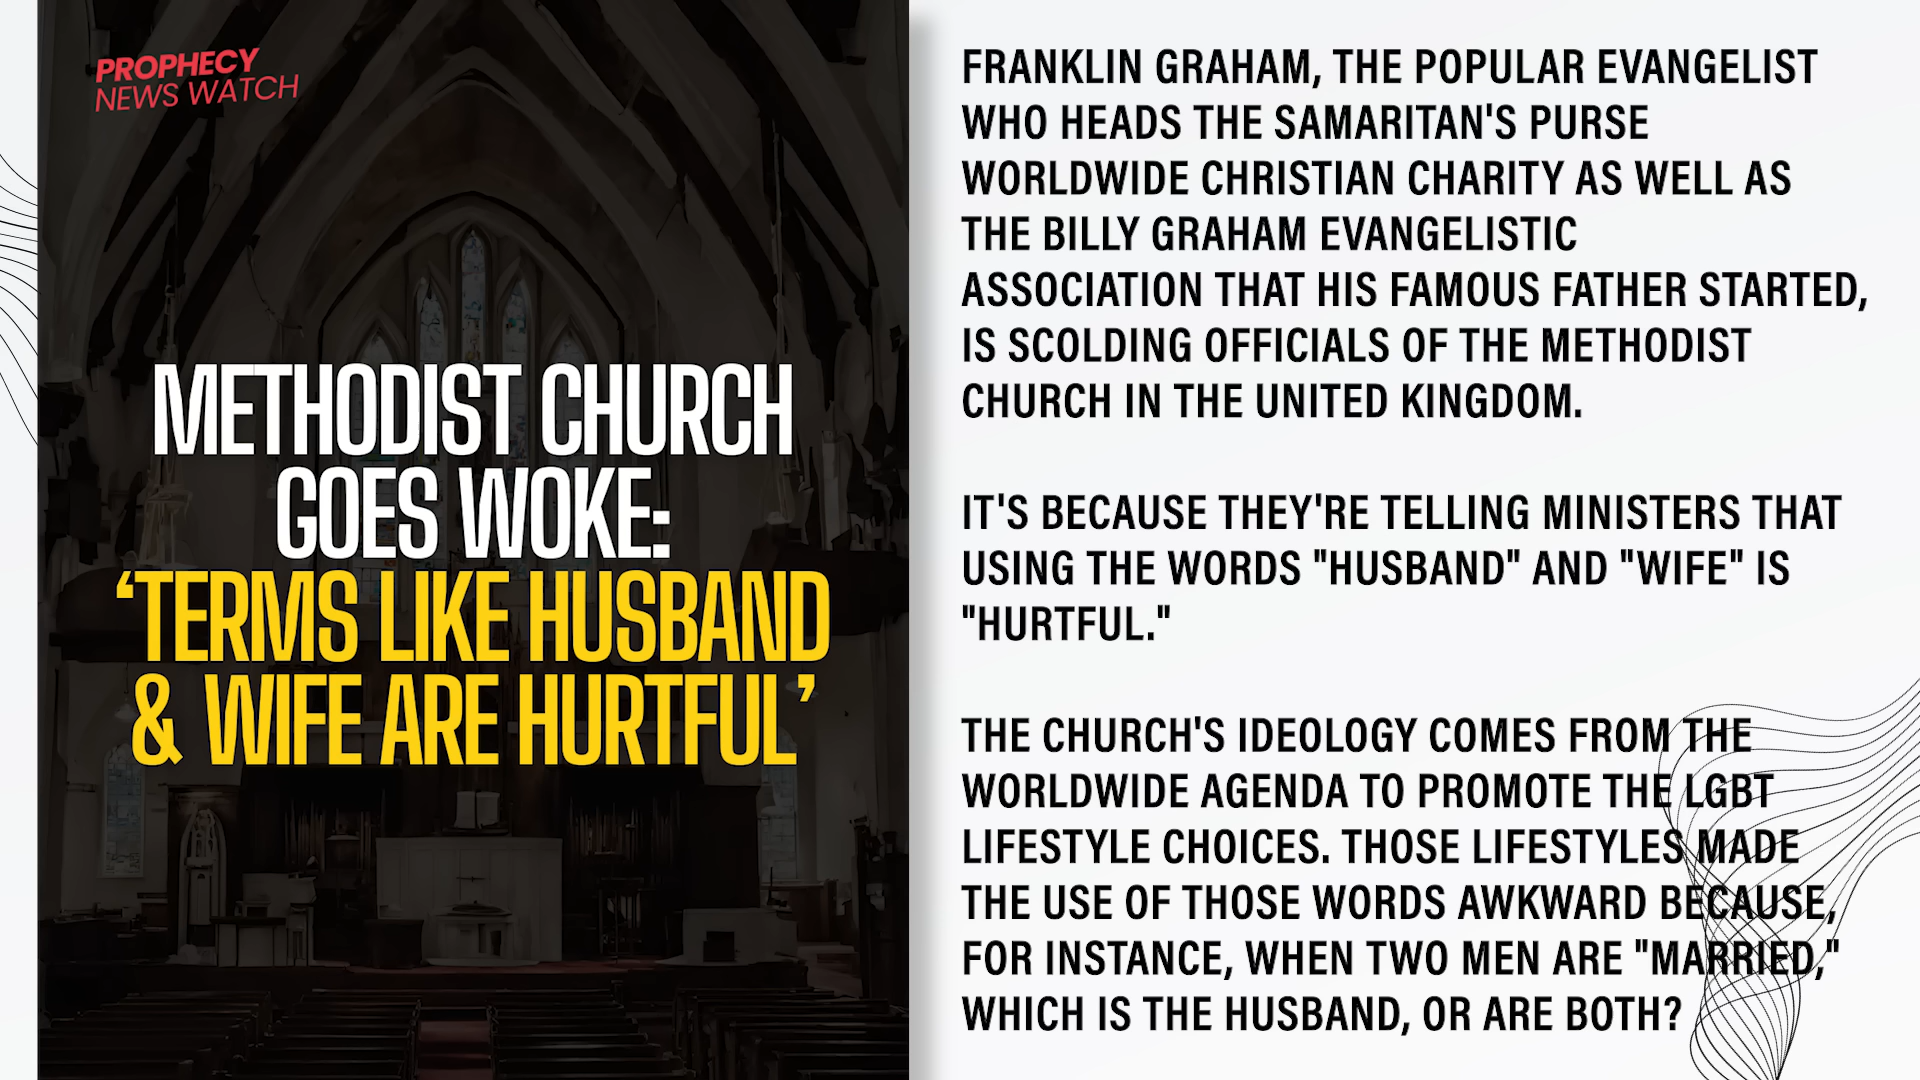 PROPHECY
NEWS WATCH
METHODIST CHURCH
GOES WOKE:
‘TERMS LIKE HUSBAND
& WIFE ARE HURTFUL’
FRANKLIN GRAHAM, THE POPULAR EVANGELIST
WHO HEADS THE SAMARITAN'S PURSE
WORLDWIDE CHRISTIAN CHARITY AS WELL AS
THE BILLY GRAHAM EVANGELISTIC
ASSOCIATION THAT HIS FAMOUS FATHER STARTED,
IS SCOLDING OFFICIALS OF THE METHODIST
CHURCH IN THE UNITED KINGDOM.
IT'S BECAUSE THEY'RE TELLING MINISTERS THAT
USING THE WORDS "HUSBAND" AND "WIFE" IS
"HURTFUL."
THE CHURCH'S IDEOLOGY COMES FROM THE
WORLDWIDE AGENDA TO PROMOTE THE LGBT
LIFESTYLE CHOICES. THOSE LIFESTYLES MADE
THE USE OF THOSE WORDS AWKWARD BECAUSE,
FOR INSTANCE, WHEN TWO MEN ARE "MARRIED,"
WHICH IS THE HUSBAND, OR ARE BOTH?